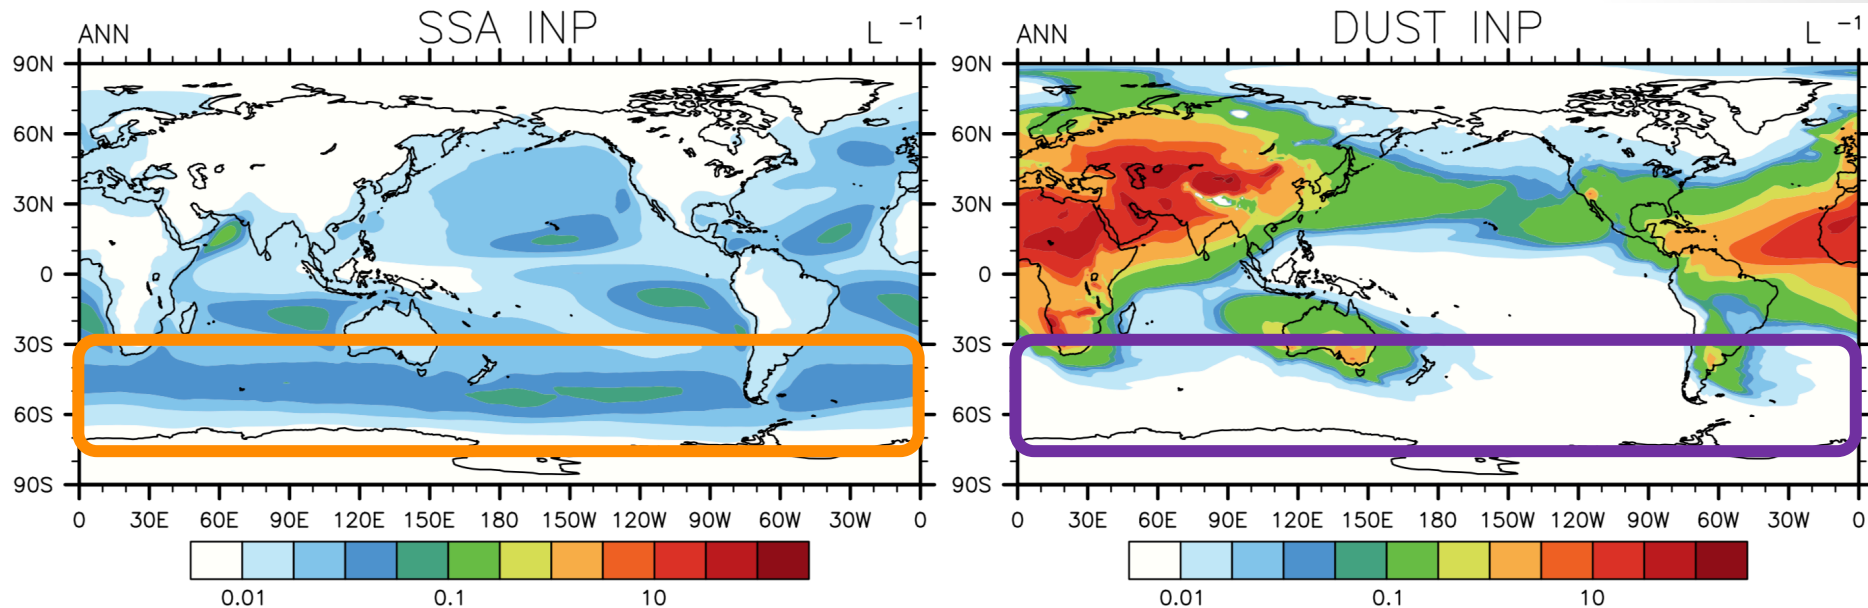 ANN SSA INP L⁻¹
90N
60N
30N
0
30S
60S
90S
0 30E 60E 90E 120E 150E 180 150W 120W 90W 60W 30W 0
0.01 0.1 10
ANN DUST INP L⁻¹
90N
60N
30N
0
30S
60S
90S
0 30E 60E 90E 120E 150E 180 150W 120W 90W 60W 30W 0
0.01 0.1 10